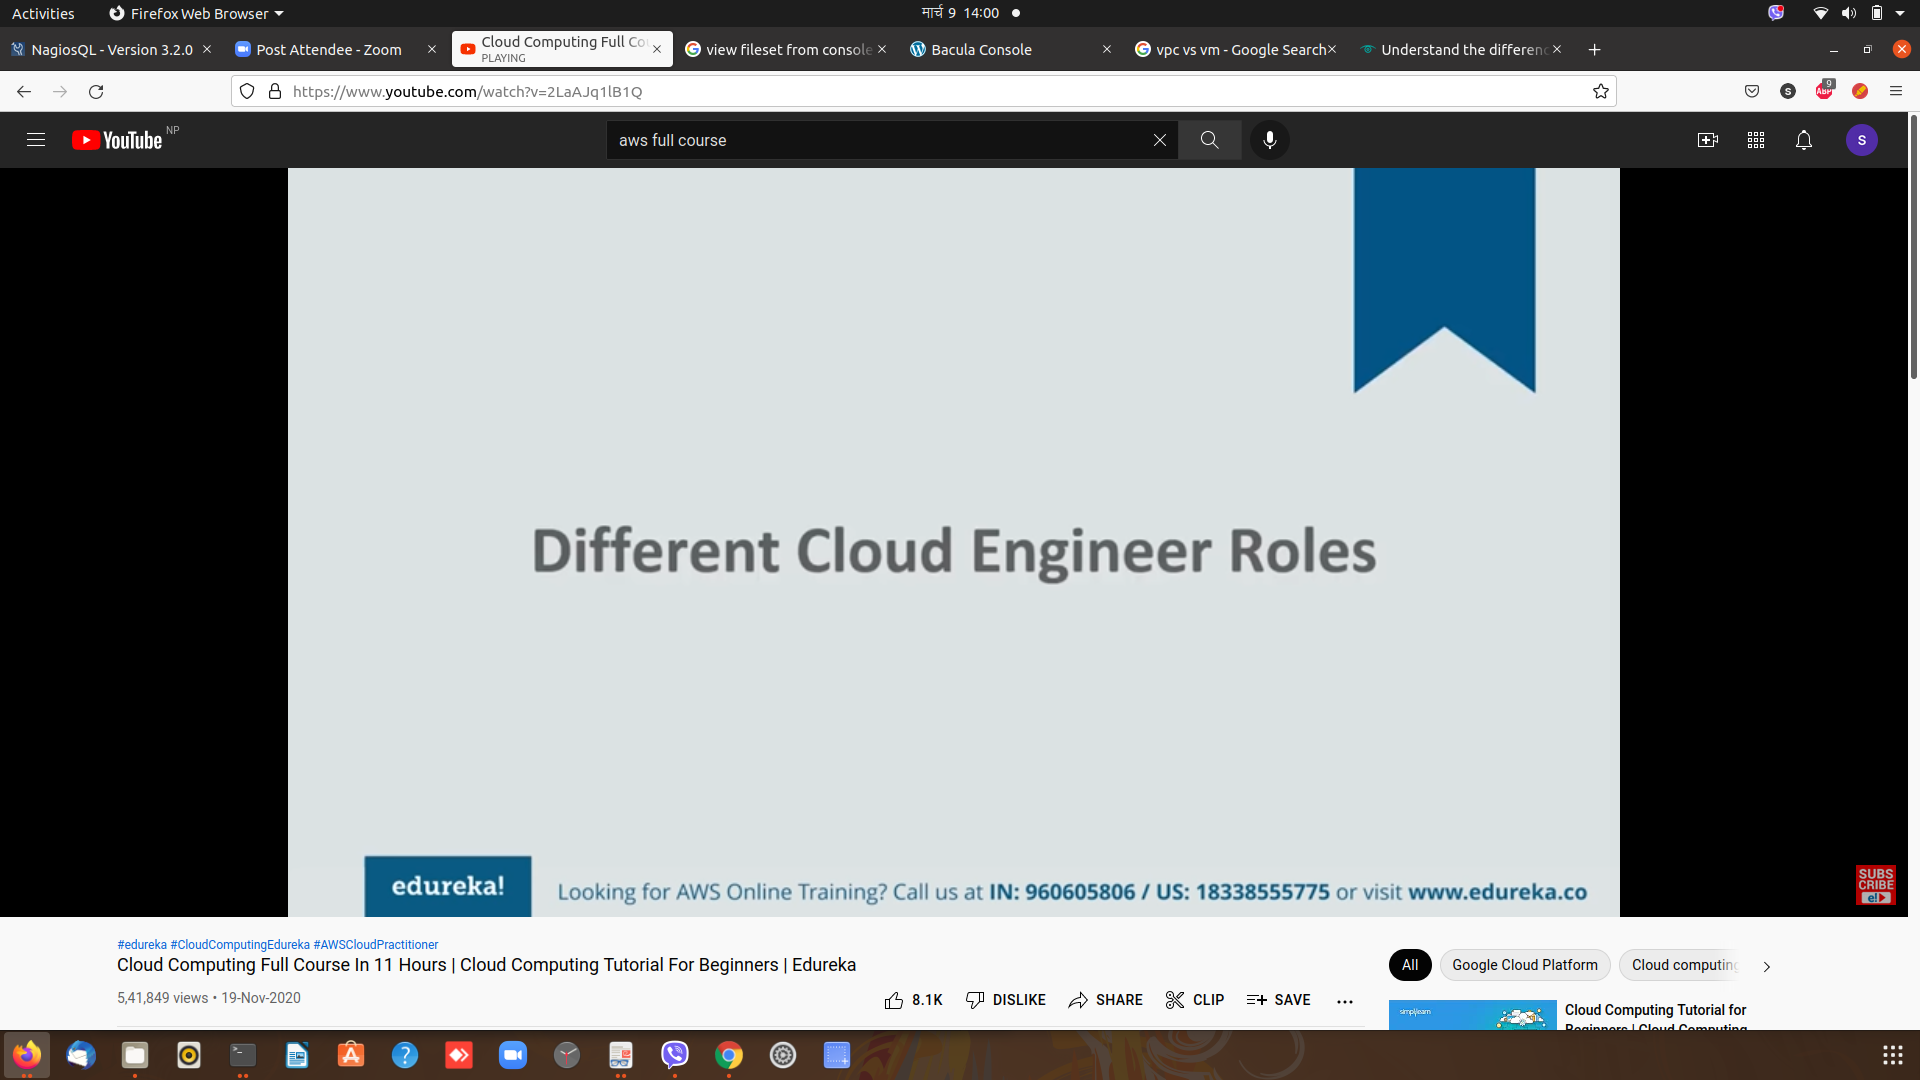 Activities
Firefox Web Browser
मार्च 9 14:00
NagiosQL - Version 3.2.0
Post Attendee - Zoom
Cloud Computing Full Co
PLAYING
view fileset from console
Bacula Console
vpc vs vm - Google Search
Understand the differenc
https://www.youtube.com/watch?v=2LaAJq1lB1Q
S
ABP
9
YouTube NP
aws full course
S
Different Cloud Engineer Roles
edureka!
Looking for AWS Online Training? Call us at IN: 960605806 / US: 18338555775 or visit www.edureka.co
SUBS
CRIBE
e!
#edureka #CloudComputingEdureka #AWSCloudPractitioner
Cloud Computing Full Course In 11 Hours | Cloud Computing Tutorial For Beginners | Edureka
5,41,849 views • 19-Nov-2020
8.1K
DISLIKE
SHARE
CLIP
SAVE
All
Google Cloud Platform
Cloud computing
simplilearn
Cloud Computing Tutorial for
Beginners | Cloud Computing